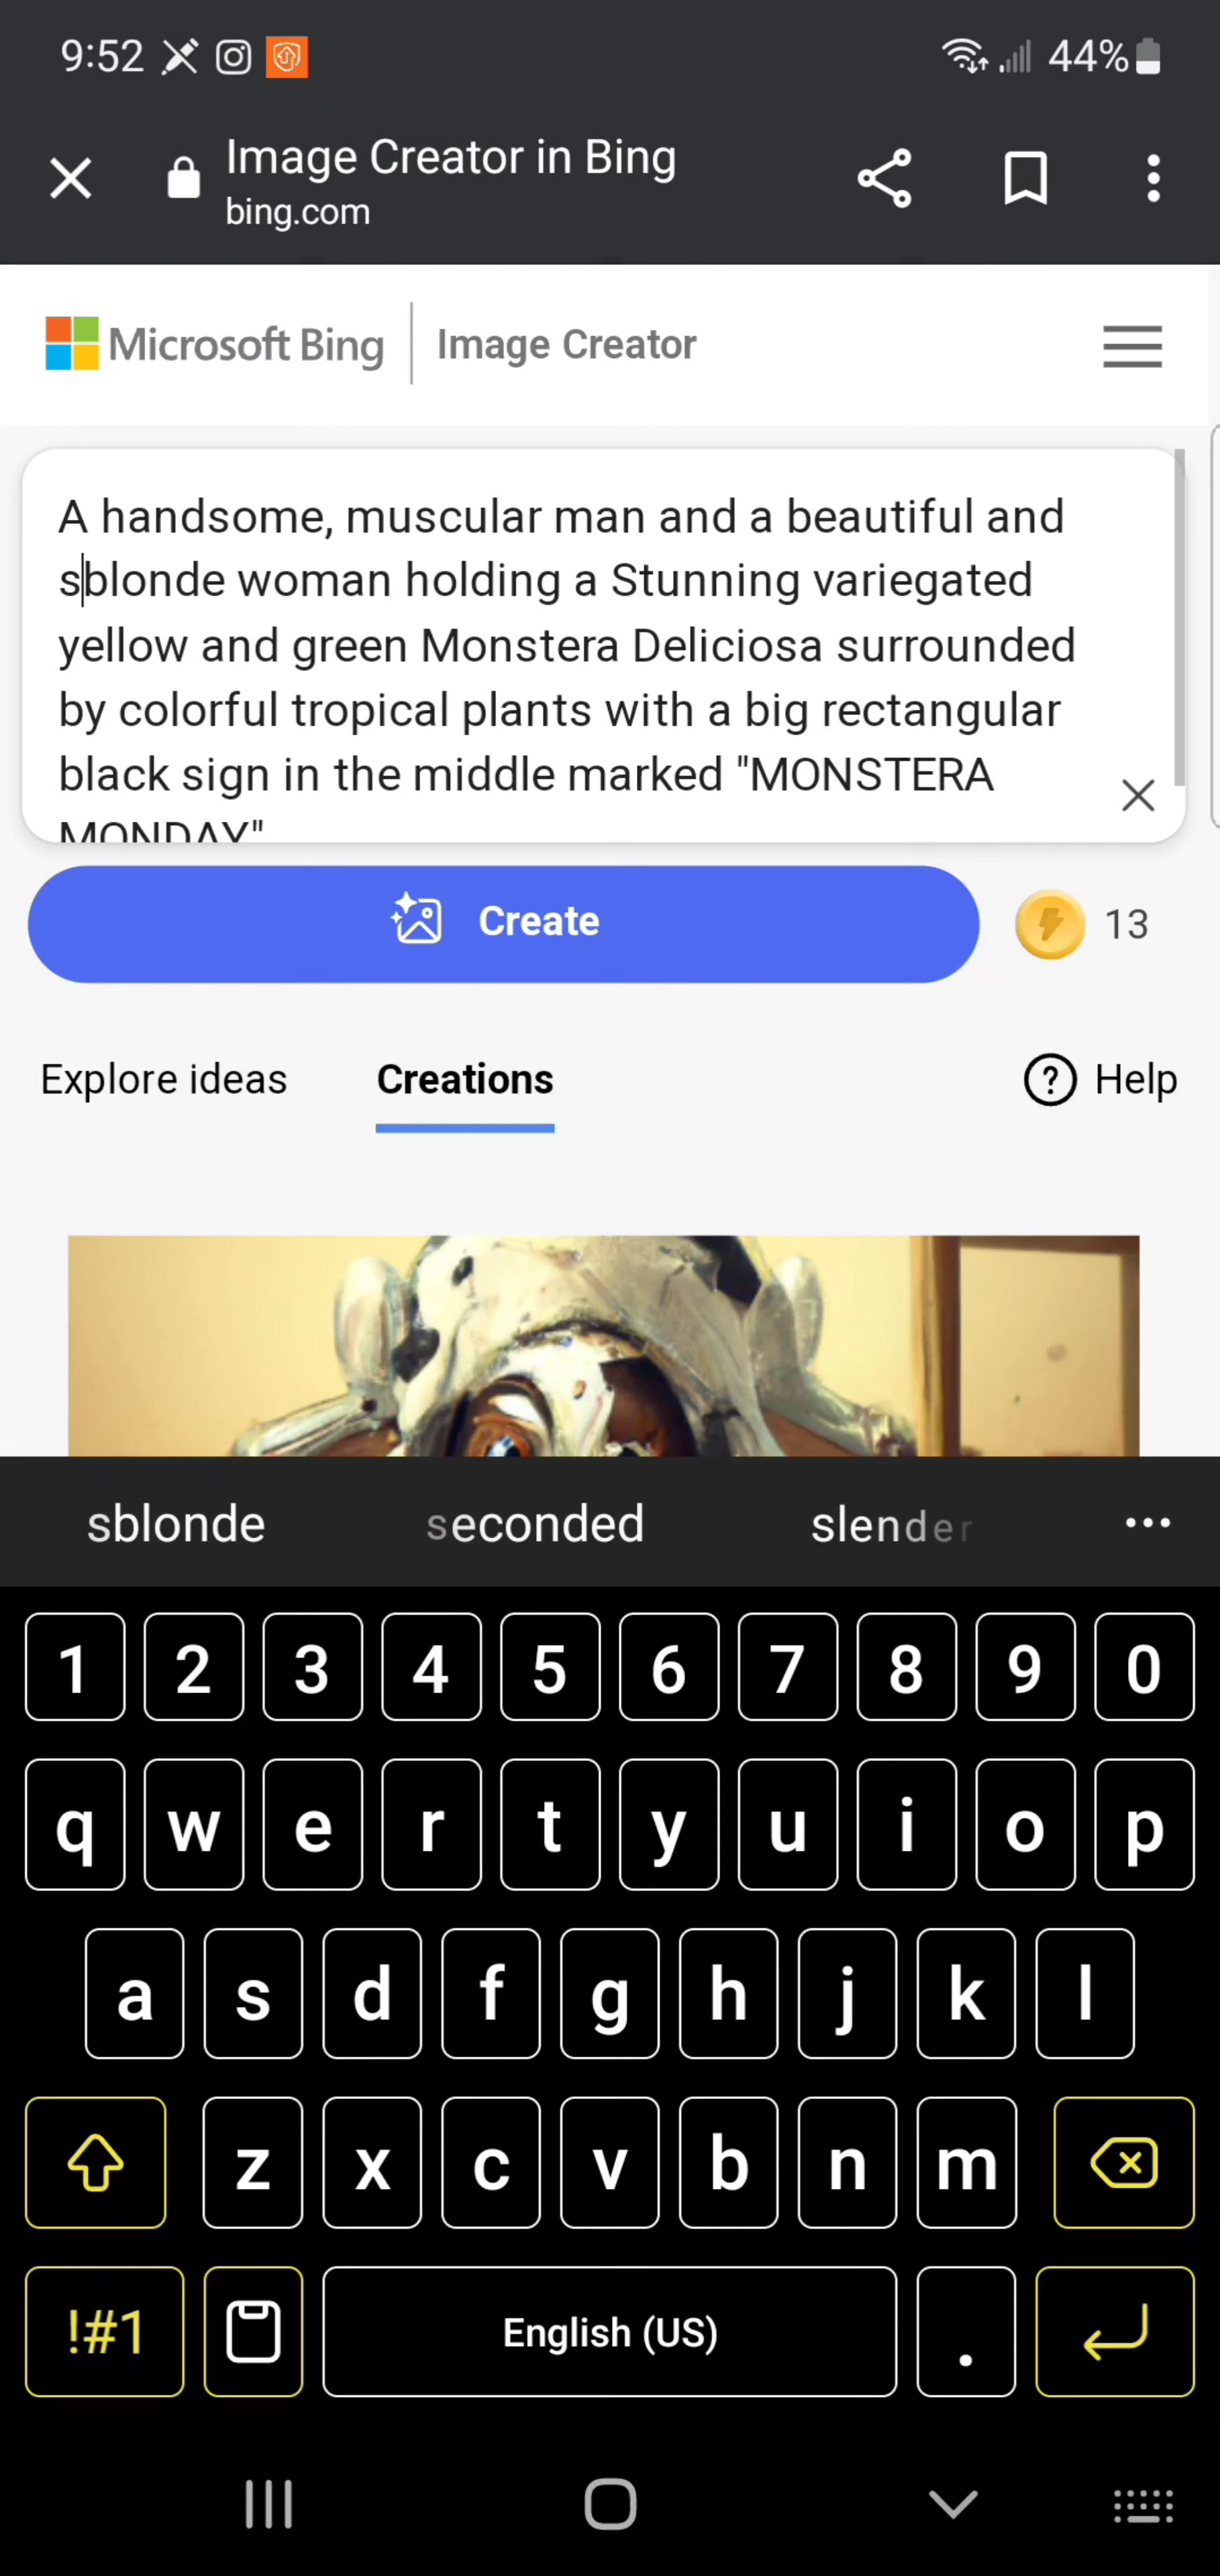 9:52
44%
Image Creator in Bing
bing.com
Microsoft Bing
Image Creator
A handsome, muscular man and a beautiful and
sblonde woman holding a Stunning variegated
yellow and green Monstera Deliciosa surrounded
by colorful tropical plants with a big rectangular
black sign in the middle marked "MONSTERA
MONDAY"
Create
13
Explore ideas
Creations
? Help
sblonde
seconded
slender
1 2 3 4 5 6 7 8 9 0
q w e r t y u i o p
a s d f g h j k l
z x c v b n m
!#1
English (US)
.